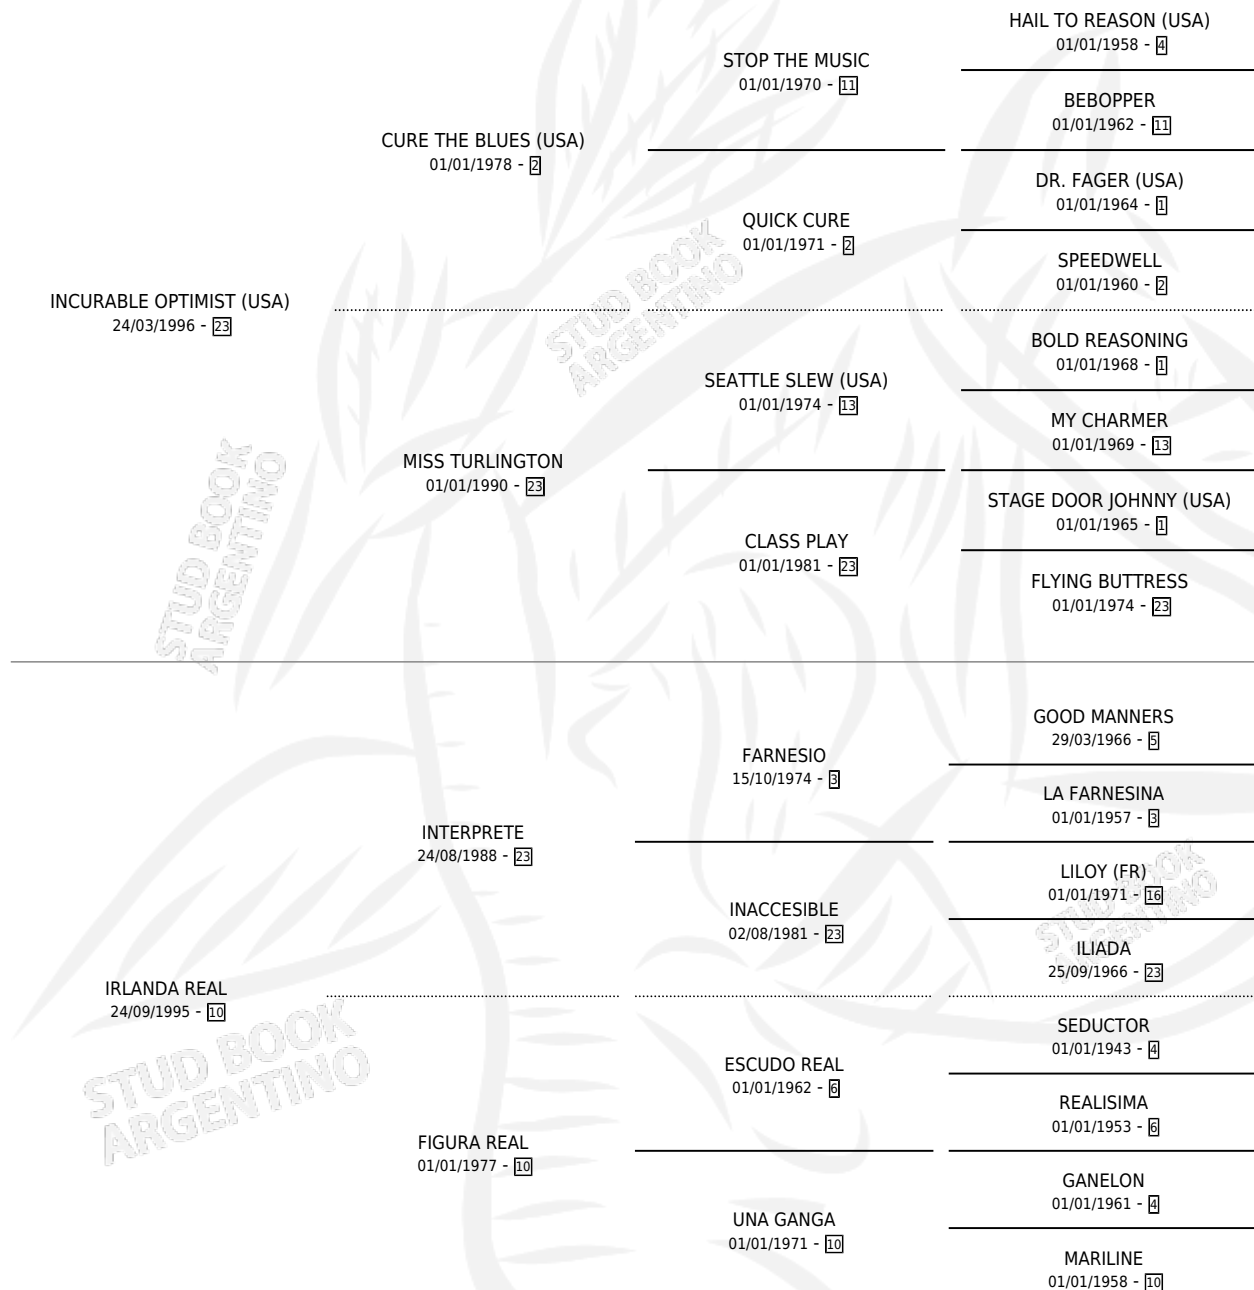 HAIL TO REASON (USA)
01/01/1958 - 4
STOP THE MUSIC
01/01/1970 - 11
BEBOPPER
01/01/1962 - 11
CURE THE BLUES (USA)
01/01/1978 - 2
DR. FAGER (USA)
01/01/1964 - 1
QUICK CURE
01/01/1971 - 2
SPEEDWELL
01/01/1960 - 2
INCURABLE OPTIMIST (USA)
24/03/1996 - 23
BOLD REASONING
01/01/1968 - 1
SEATTLE SLEW (USA)
01/01/1974 - 13
MY CHARMER
01/01/1969 - 13
MISS TURLINGTON
01/01/1990 - 23
STAGE DOOR JOHNNY (USA)
01/01/1965 - 1
CLASS PLAY
01/01/1981 - 23
FLYING BUTTRESS
01/01/1974 - 23
GOOD MANNERS
29/03/1966 - 5
FARNESIO
15/10/1974 - 3
LA FARNESINA
01/01/1957 - 3
INTERPRETE
24/08/1988 - 23
LILOY (FR)
01/01/1971 - 16
INACCESIBLE
02/08/1981 - 23
ILIADA
25/09/1966 - 23
IRLANDA REAL
24/09/1995 - 10
SEDUCTOR
01/01/1943 - 4
ESCUDO REAL
01/01/1962 - 6
REALISIMA
01/01/1953 - 6
FIGURA REAL
01/01/1977 - 10
GANELON
01/01/1961 - 4
UNA GANGA
01/01/1971 - 10
MARILINE
01/01/1958 - 10
STUD BOOK
ARGENTINO
STUD BOOK
ARGENTINO
STUD BOOK
ARGENTINO
STUD BOOK
ARGENTINO